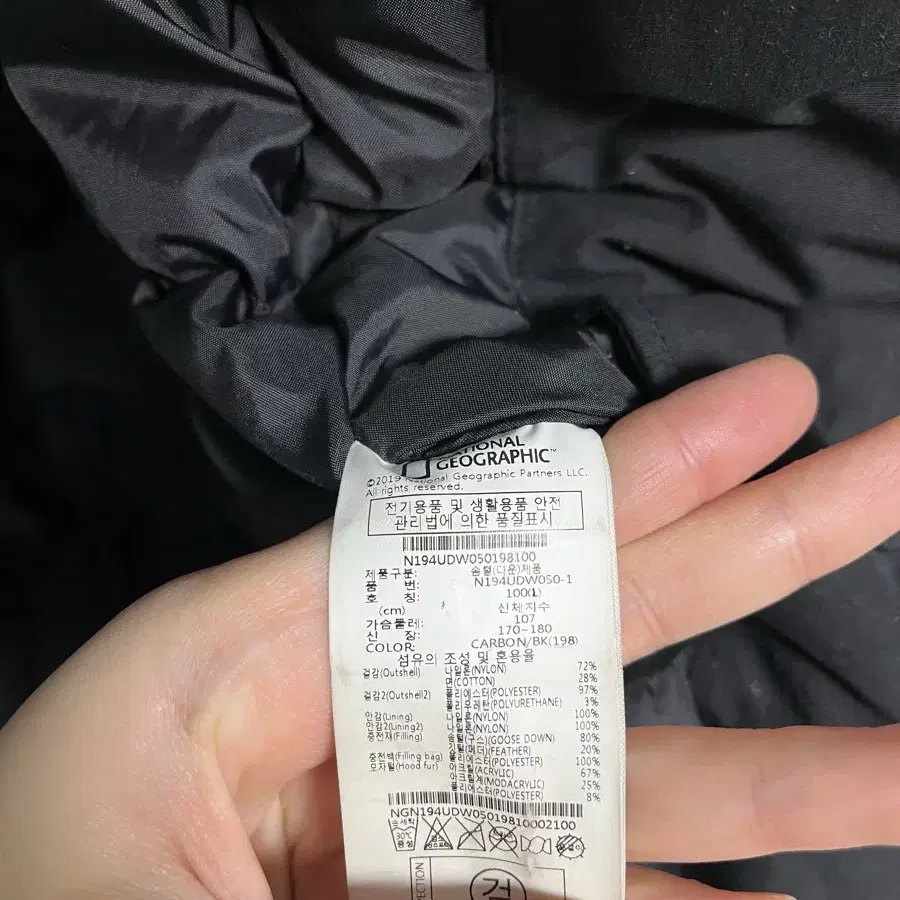 NATIONAL
GEOGRAPHIC™
©2019 National Geographic Partners LLC.
All rights reserved.
전기용품 및 생활용품 안전
관리법에 의한 품질표시
N194UDW050198100
제품구분: 솜털(다운)제품
품 번: N194UDW050-1
호 칭: 100(L)
(cm) 신체치수
가슴둘레: 107
신 장: 170~180
COLOR: CARBON/BK(198)
섬유의 조성 및 혼용율
겉감(Outshell) 나일론(NYLON) 72%
면(COTTON) 28%
겉감2(Outshell2) 폴리에스터(POLYESTER) 97%
폴리우레탄(POLYURETHANE) 3%
안감(Lining) 나일론(NYLON) 100%
안감2(Lining2) 나일론(NYLON) 100%
충전재(Filling) 솜털(구스)(GOOSE DOWN) 80%
깃털(페더)(FEATHER) 20%
충전백(Filling bag) 폴리에스터(POLYESTER) 100%
모자털(Hood fur) 아크릴(ACRYLIC) 67%
아크릴계(MODACRYLIC) 25%
폴리에스터(POLYESTER) 8%
NGN194UDW05019810002100
손세탁
30℃
중성
검